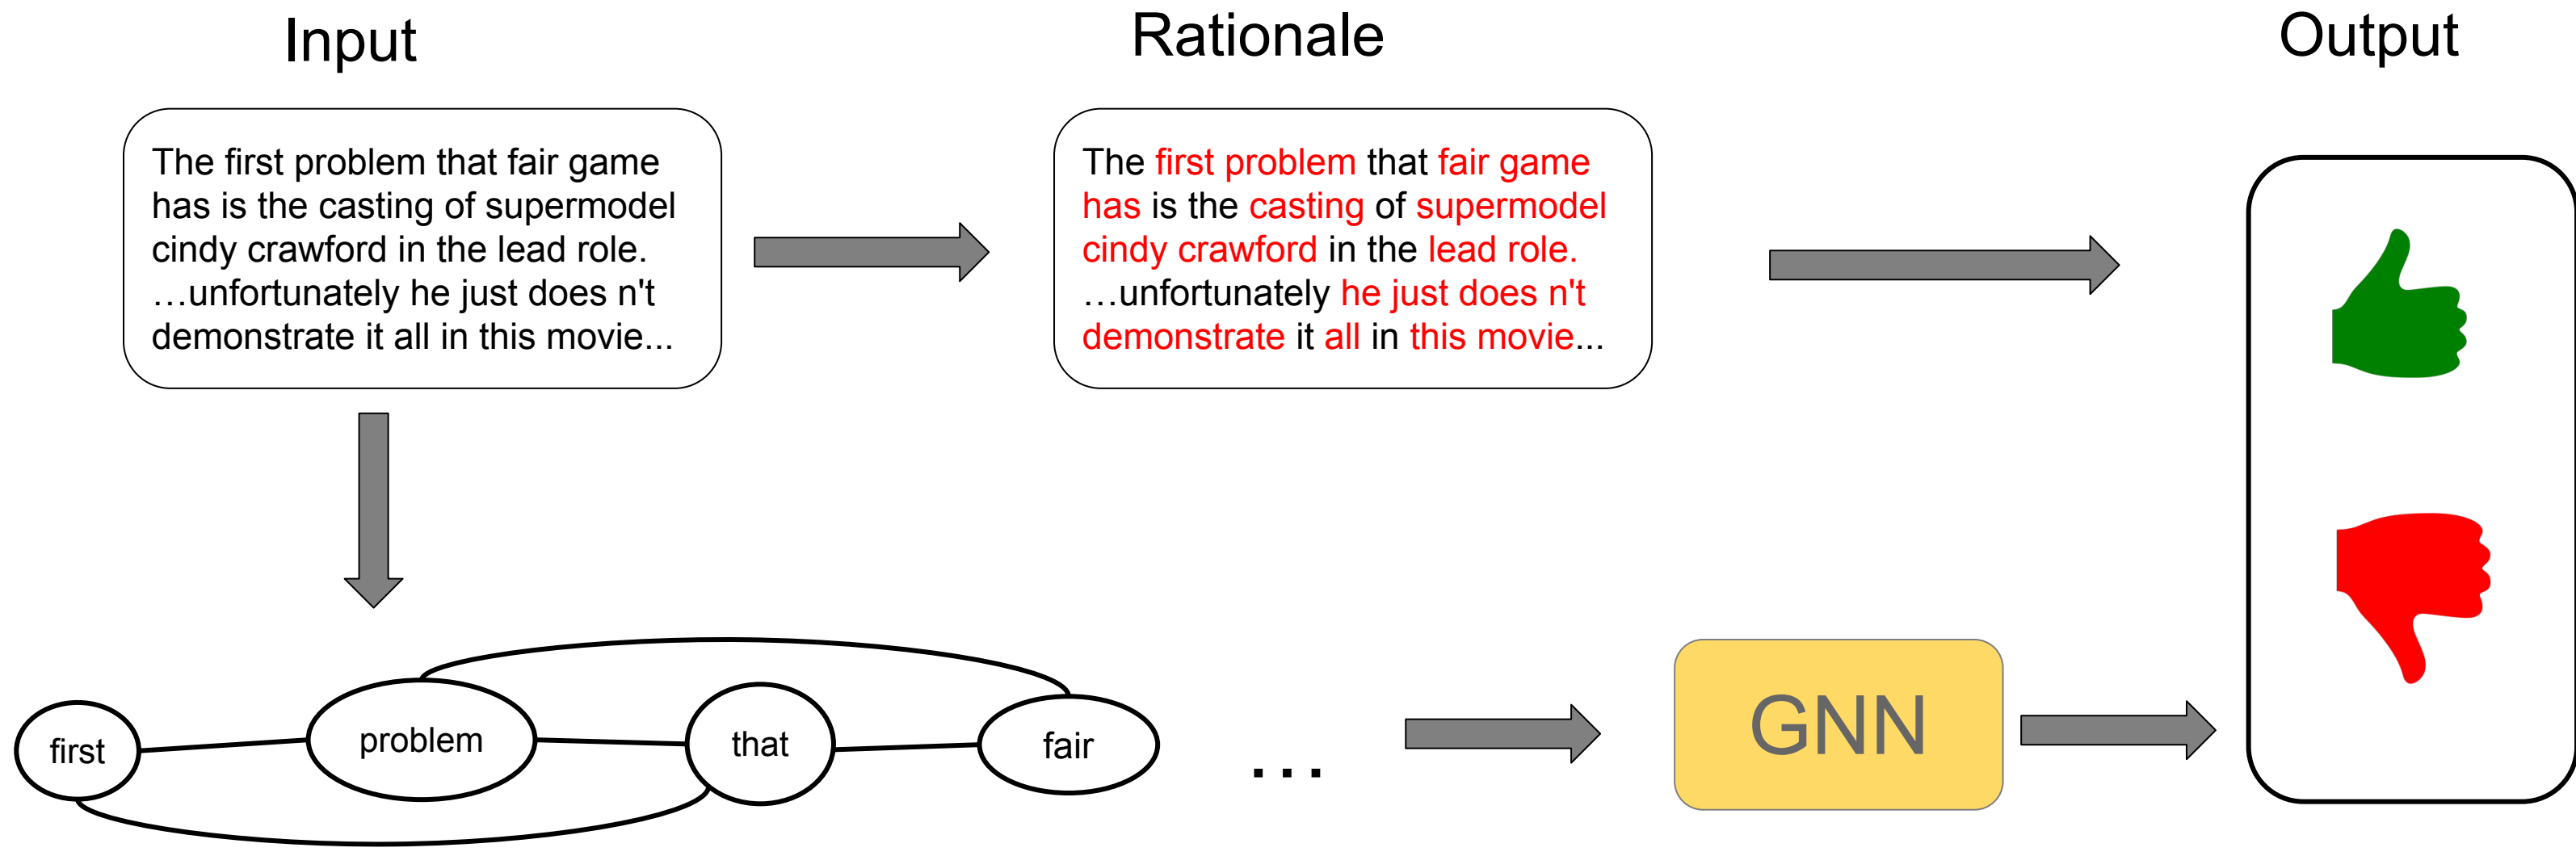 Input
Rationale
Output
The first problem that fair game
has is the casting of supermodel
cindy crawford in the lead role.
…unfortunately he just does n't
demonstrate it all in this movie...
The first problem that fair game
has is the casting of supermodel
cindy crawford in the lead role.
…unfortunately he just does n't
demonstrate it all in this movie...
first
problem
that
fair
...
GNN